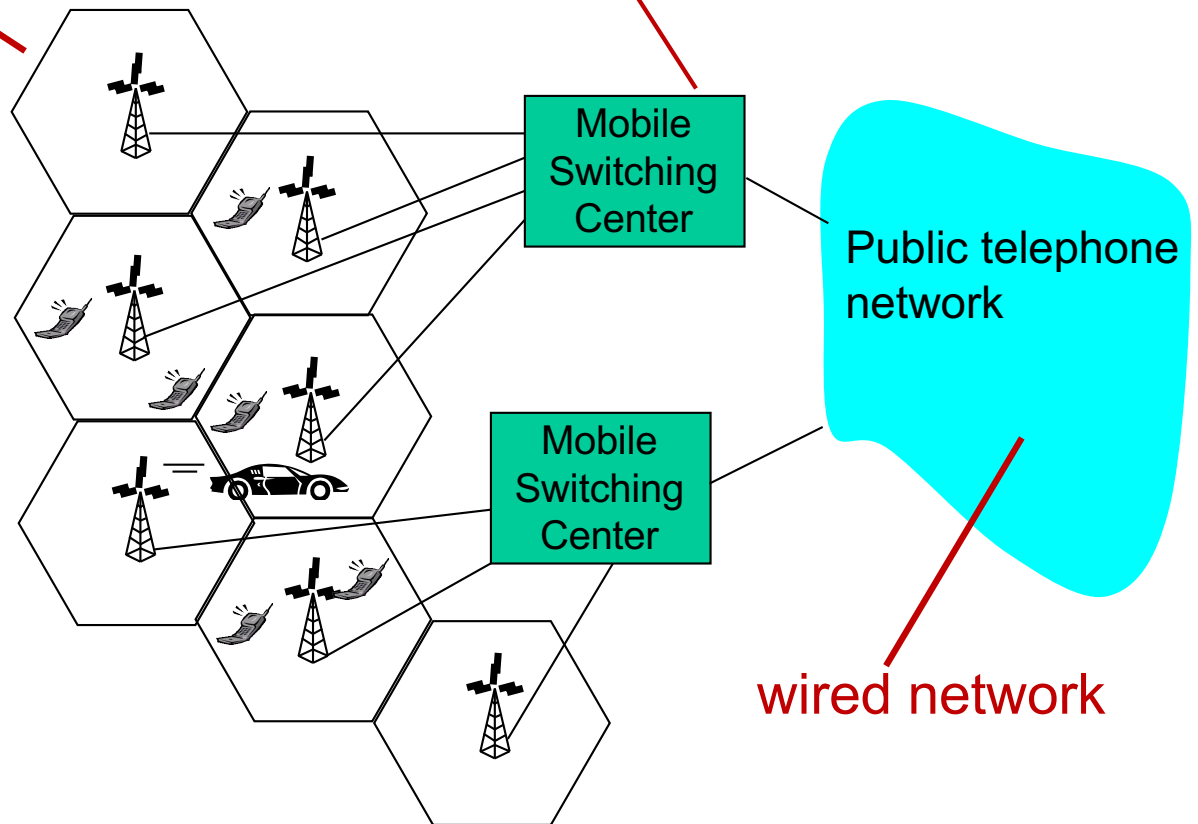 Mobile
Switching
Center
Public telephone
network
Mobile
Switching
Center
wired network